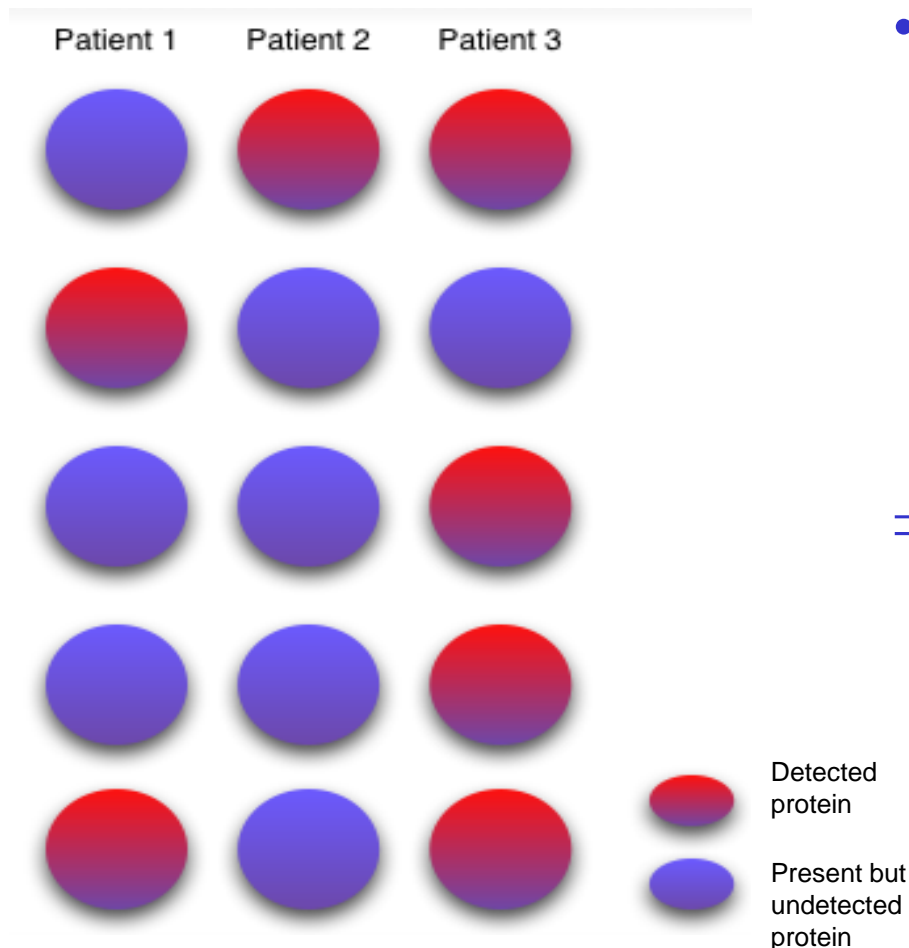 Patient 1 Patient 2 Patient 3
Detected
protein
Present but
undetected
protein